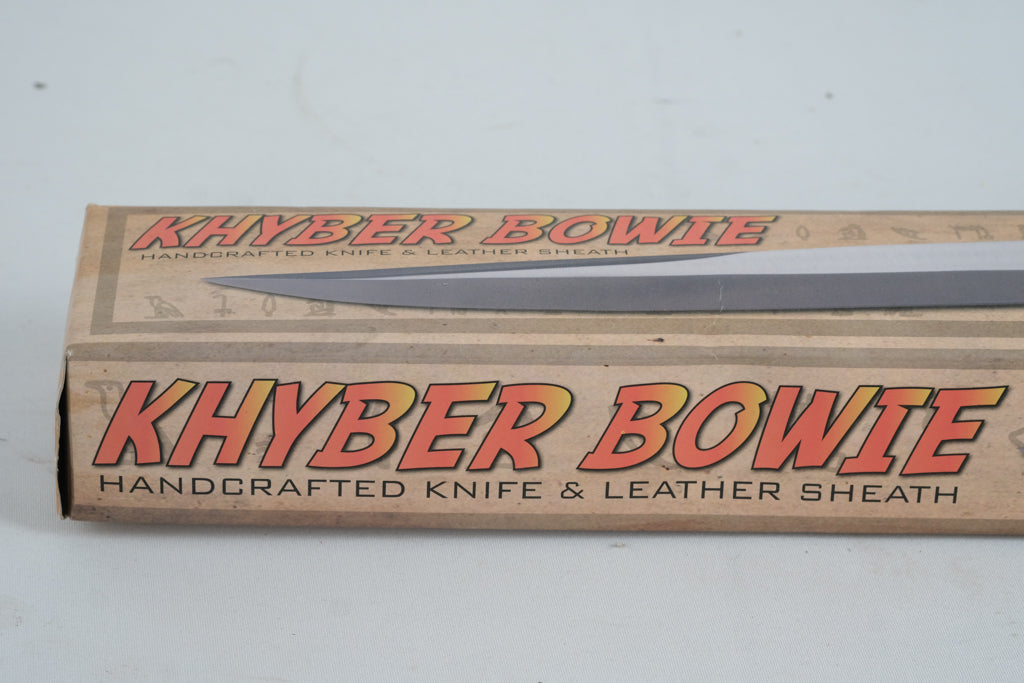 KHYBER BOWIE
HANDCRAFTED KNIFE & LEATHER SHEATH
KHYBER BOWIE
HANDCRAFTED KNIFE & LEATHER SHEATH